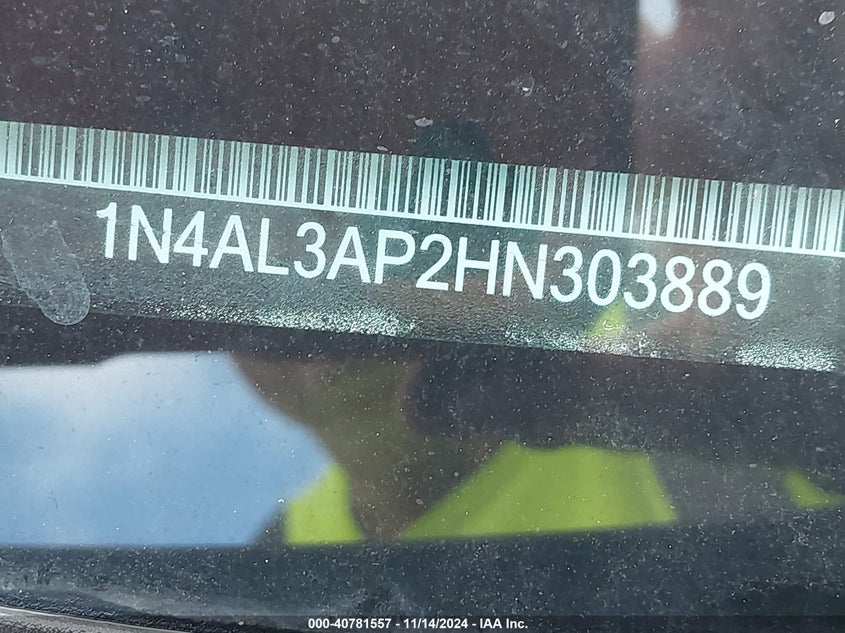 1N4AL3AP2HN303889
000-40781557 - 11/14/2024 - IAA Inc.